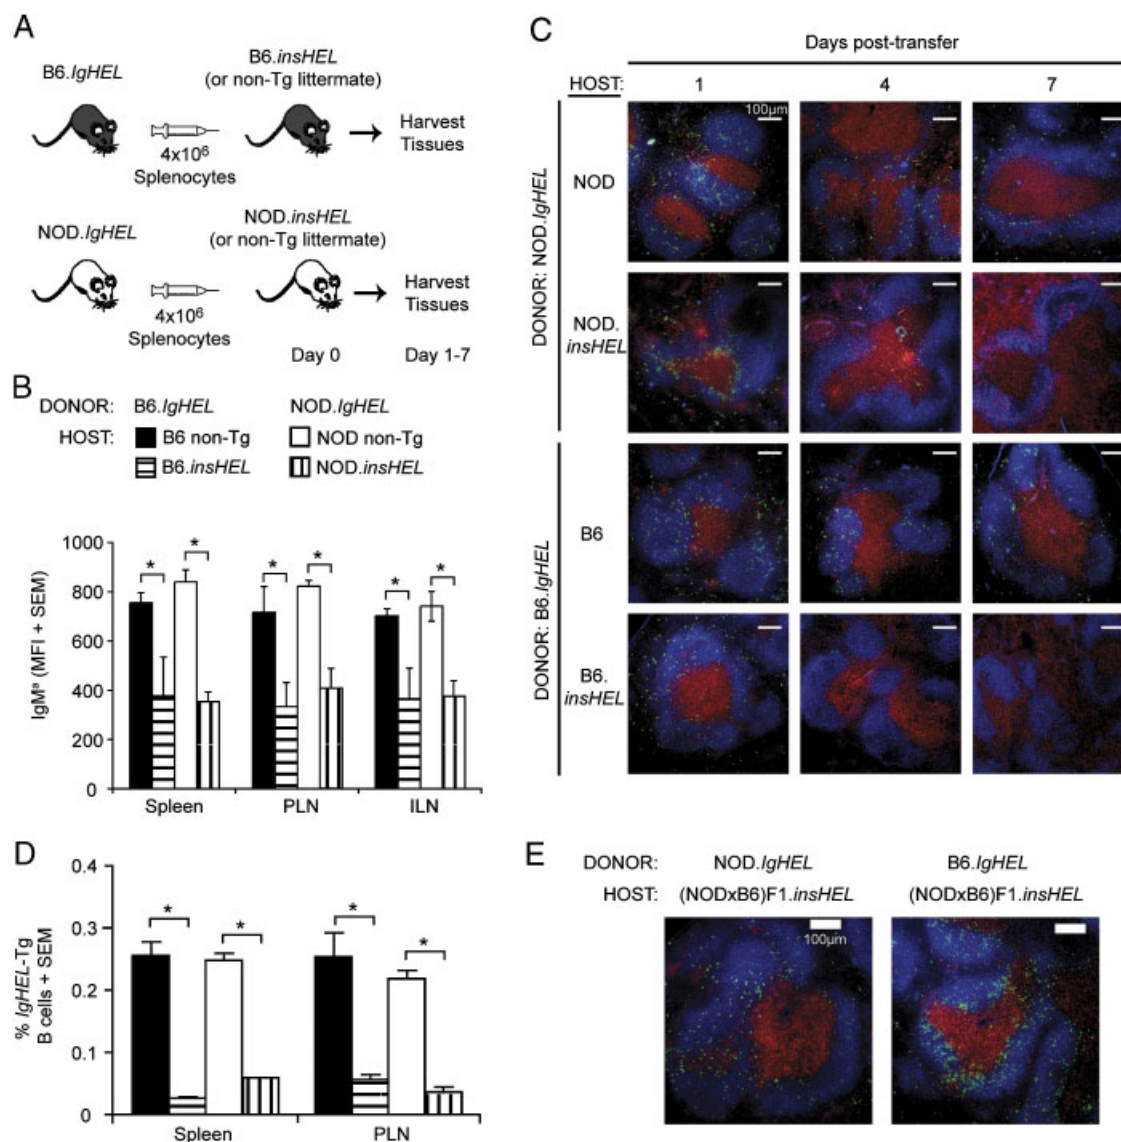 A
B6.IgHEL
B6.insHEL
(or non-Tg littermate)
4x10⁶
Splenocytes
Harvest
Tissues
NOD.IgHEL
NOD.insHEL
(or non-Tg littermate)
4x10⁶
Splenocytes
Harvest
Tissues
Day 0
Day 1-7
B
DONOR: B6.IgHEL NOD.IgHEL
HOST: B6 non-Tg NOD non-Tg
B6.insHEL NOD.insHEL
IgMᵃ (MFI + SEM)
1000
800
600
400
200
0
* * * * * *
Spleen PLN ILN
C
Days post-transfer
HOST: 1 4 7
100μm
DONOR: NOD.IgHEL
NOD
NOD.
insHEL
DONOR: B6.IgHEL
B6
B6.
insHEL
D
% IgHEL-Tg
B cells + SEM
0.4
0.3
0.2
0.1
0
* * * *
Spleen PLN
E
DONOR: NOD.IgHEL B6.IgHEL
HOST: (NODxB6)F1.insHEL (NODxB6)F1.insHEL
100μm